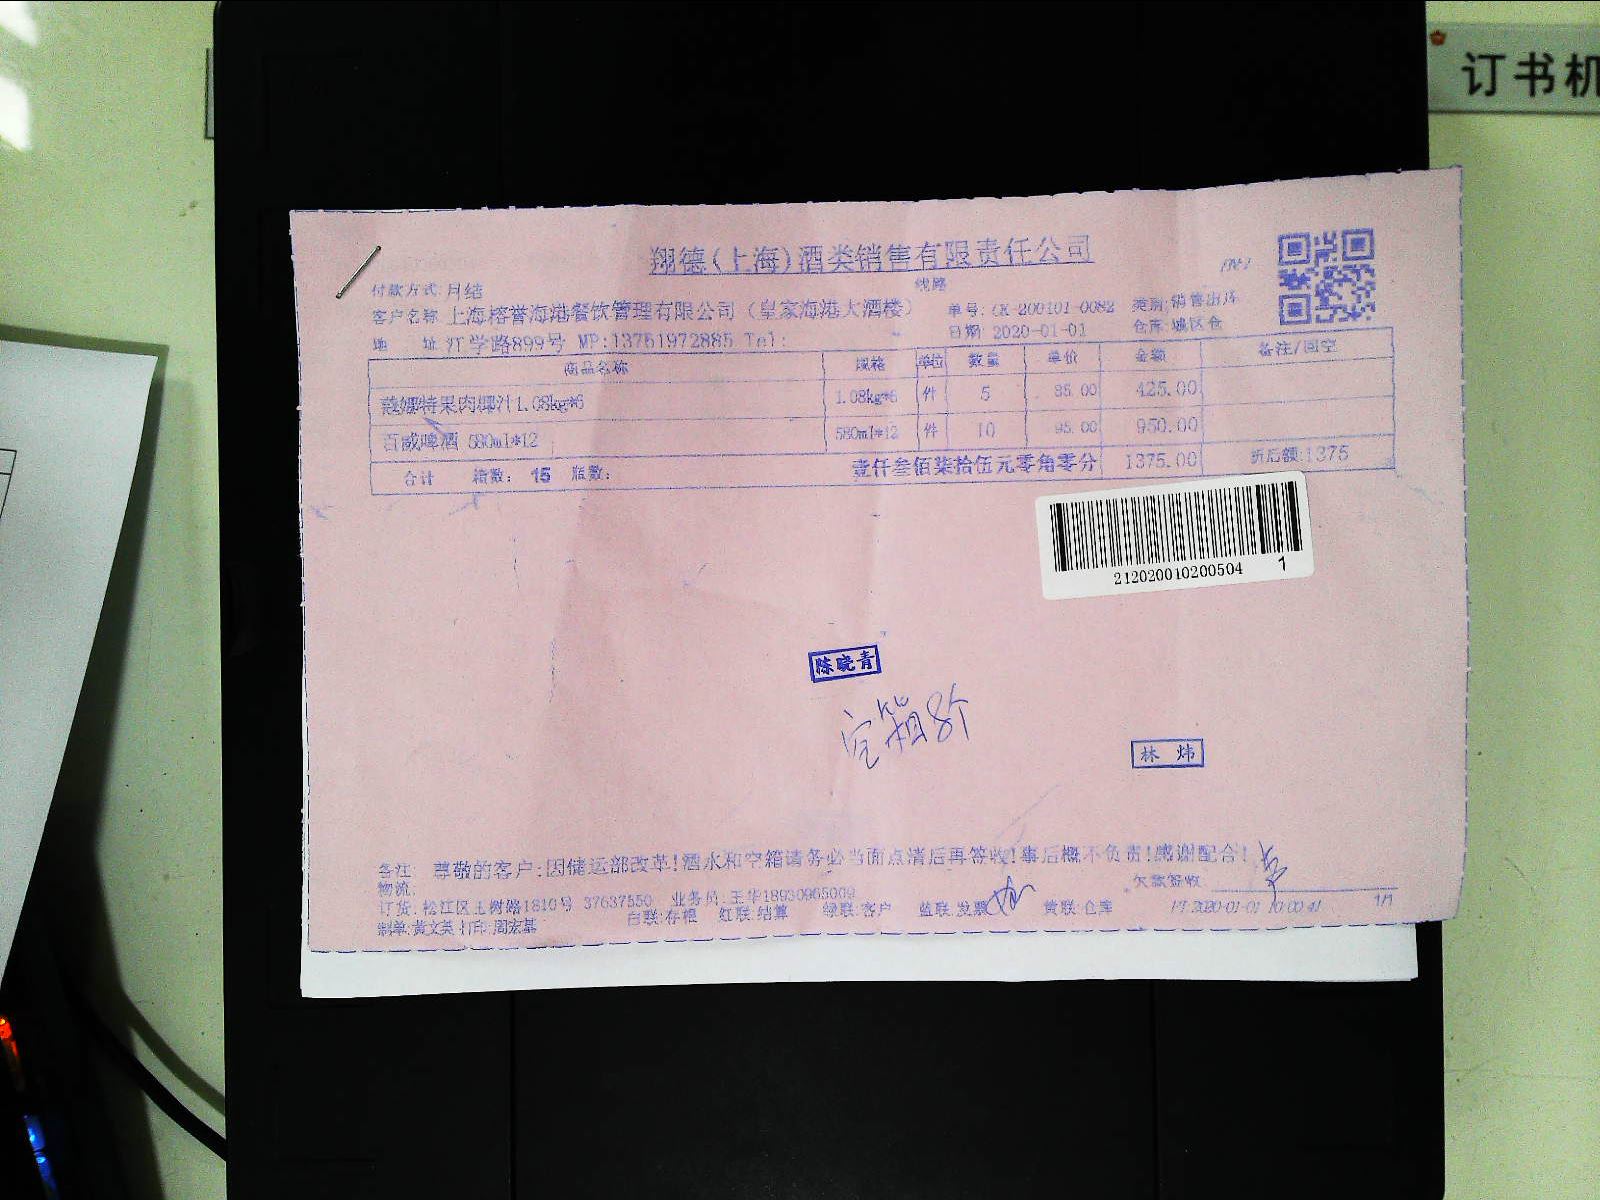 订书机
翔德(上海)酒类销售有限责任公司
付款方式:月结 线路
客户名称 上海榕誉海港餐饮管理有限公司（皇家海港大酒楼） 单号: CK-200101-0082 类别:销售出库
地 址 江学路899号 MP:13751972885 Tel: 日期 2020-01-01 仓库:城区仓
商品名称 规格 单位 数量 单价 金额 备注/回空
特果肉椰汁1.08kg*6 1.08kg*6 件 5 85.00 425.00
百威啤酒 580ml*12 580ml*12 件 10 95.00 950.00
合计 箱数: 15 瓶数: 壹仟叁佰柒拾伍元零角零分 1375.00 折后额:1375
212020010200504 1
陈晓青
空箱8个
林 炜
备注 尊敬的客户:因储运部改革!酒水和空箱请务必当面点清后再签收!事后概不负责!感谢配合!
物流: 欠款签收
订货:松江区玉树路1810号 37637550 业务员:王华18930965009
白联:存根 红联:结算 绿联:客户 蓝联:发票 黄联:仓库 PT 2020-01-01 10:00:41 1/1
制单:黄文英 打印:周宏基